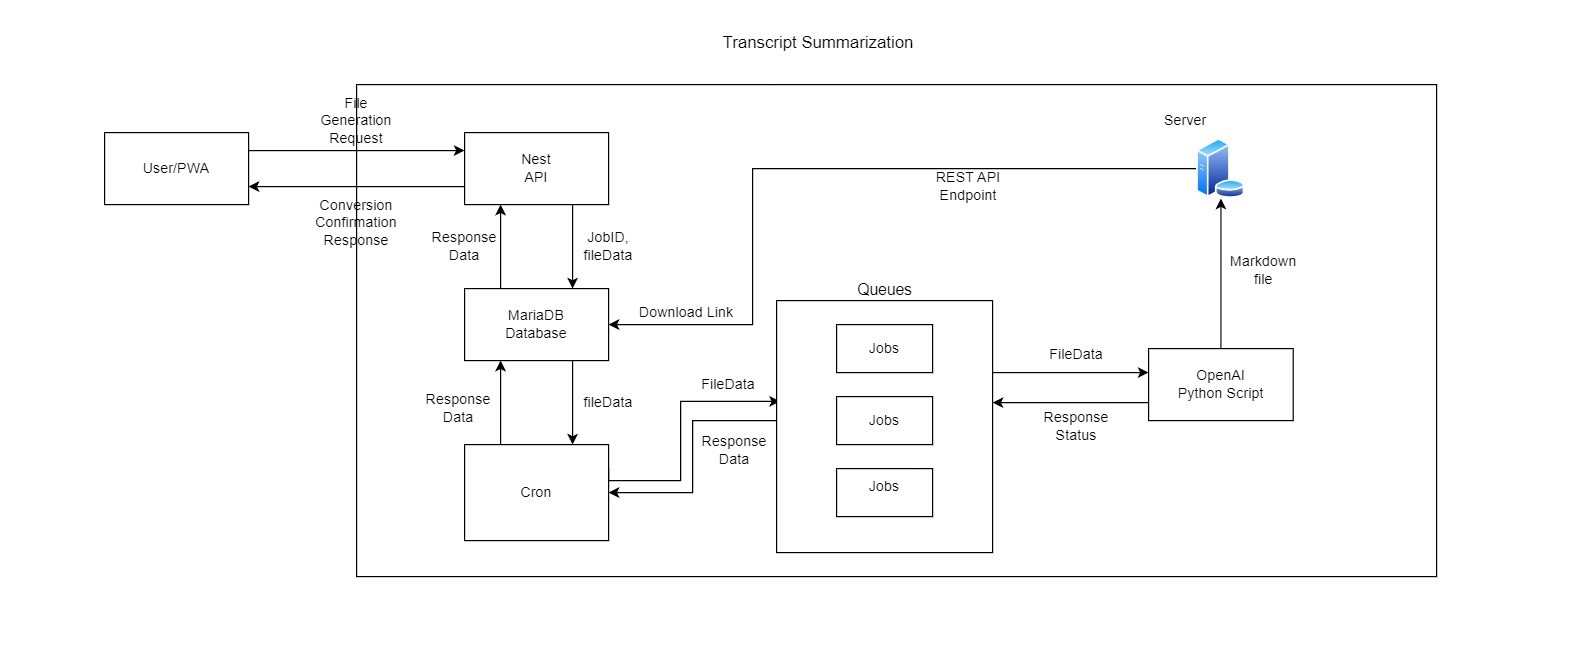 Transcript Summarization
File
Generation
Request
User/PWA
Nest
API
Conversion
Confirmation
Response
Response
Data
JobID,
fileData
Server
REST API
Endpoint
Markdown
file
MariaDB
Database
Download Link
Queues
Jobs
Jobs
Jobs
Response
Data
fileData
FileData
Response
Data
Cron
FileData
Response
Status
OpenAI
Python Script